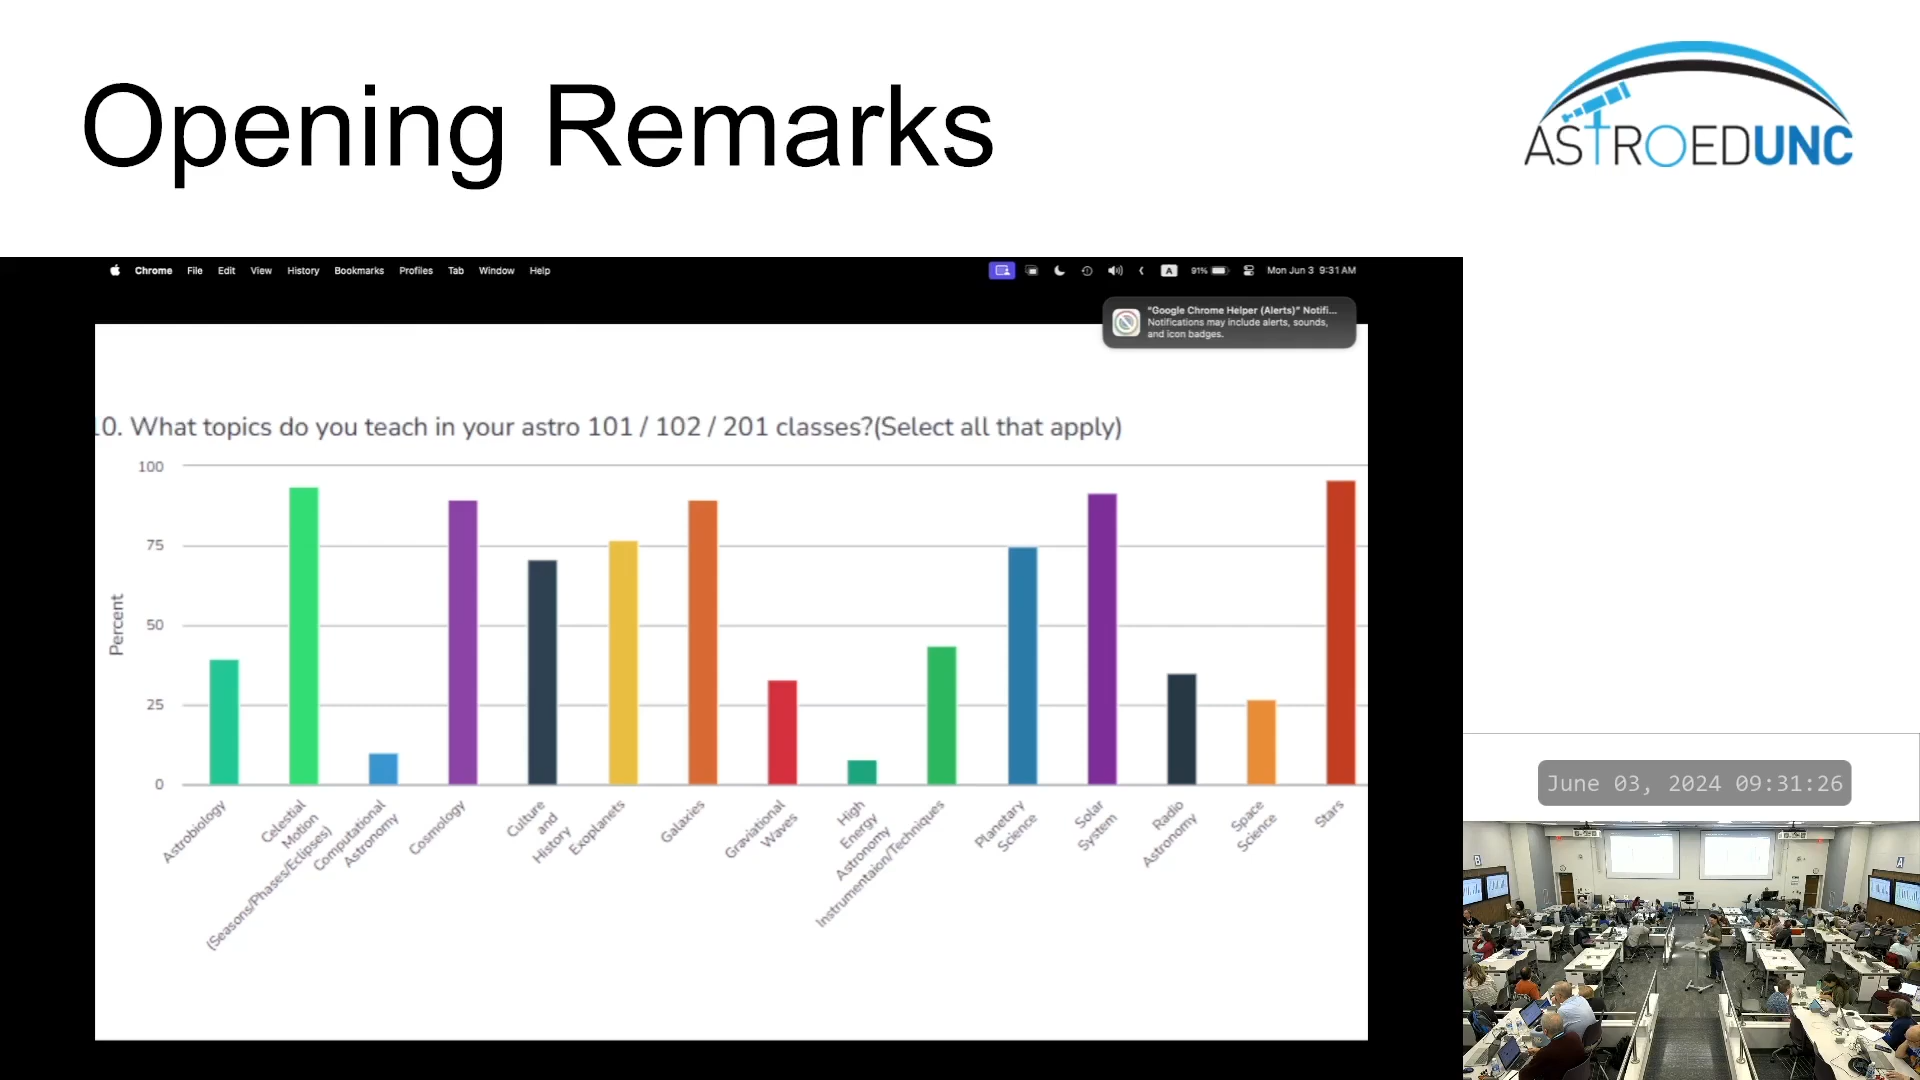 Opening Remarks
ASTROEDUNC
Chrome File Edit View History Bookmarks Profiles Tab Window Help
A 91% Mon Jun 3 9:31 AM
"Google Chrome Helper (Alerts)" Notifi...
Notifications may include alerts, sounds,
and icon badges.
10. What topics do you teach in your astro 101 / 102 / 201 classes?(Select all that apply)
100
75
50
25
0
Percent
Astrobiology
Celestial
Motion
(Seasons/Phases/Eclipses)
Computational
Astronomy
Cosmology
Culture
and
History
Exoplanets
Galaxies
Graviational
Waves
High
Energy
Astronomy
Instrumentaion/Techniques
Planetary
Science
Solar
System
Radio
Astronomy
Space
Science
Stars
June 03, 2024 09:31:26
B
A